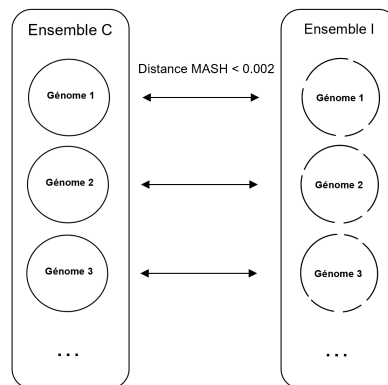 Ensemble C
Ensemble I
Distance MASH < 0.002
Génome 1
Génome 1
Génome 2
Génome 2
Génome 3
Génome 3
...
...